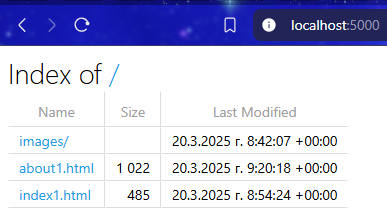 localhost:5000
Index of /
Name Size Last Modified
images/ 20.3.2025 г. 8:42:07 +00:00
about1.html 1 022 20.3.2025 г. 9:20:18 +00:00
index1.html 485 20.3.2025 г. 8:54:24 +00:00